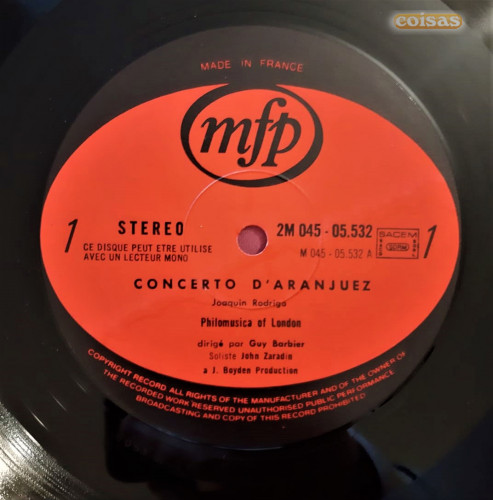 coisas
MADE IN FRANCE
mfp
1 STEREO 2M 045 - 05.532 SACEM 1
CE DISQUE PEUT ETRE UTILISE
AVEC UN LECTEUR MONO
M 045 - 05.532 A
CONCERTO D'ARANJUEZ
Joaquin Rodrigo
Philomusica of London
dirigé par Guy Barbier
Soliste John Zaradin
a J. Boyden Production
COPYRIGHT RECORD ALL RIGHTS OF THE MANUFACTURER AND OF THE OWNER OF
THE RECORDED WORK RESERVED UNAUTHORISED PUBLIC PERFORMANCE
BROADCASTING AND COPY OF THIS RECORD PROHIBITED